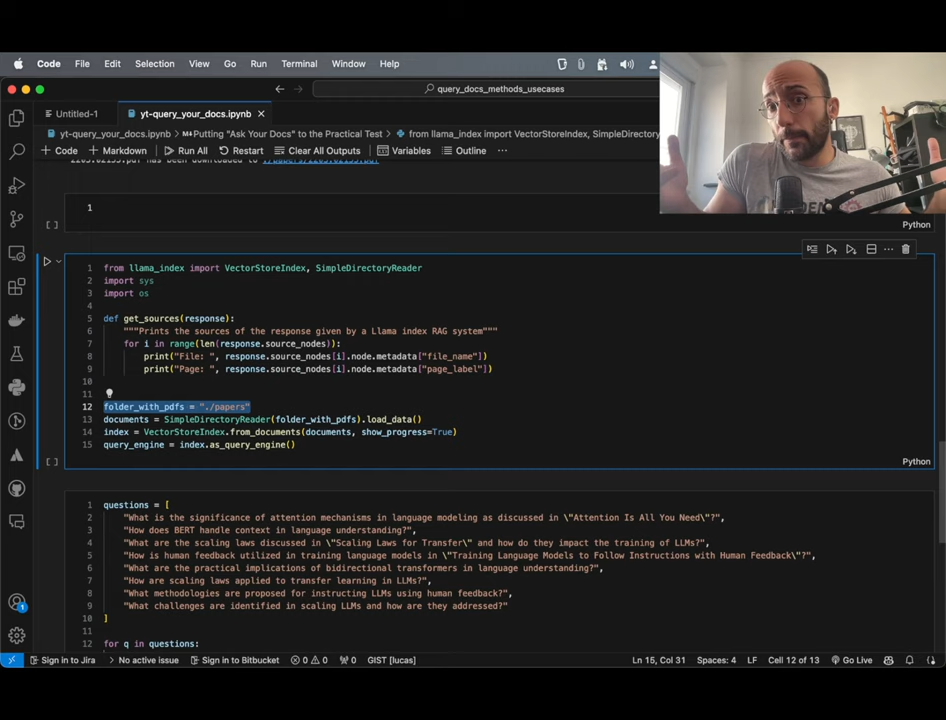 Code File Edit Selection View Go Run Terminal Window Help
query_docs_methods_usecases
Untitled-1 yt-query_your_docs.ipynb
yt-query_your_docs.ipynb > Putting "Ask Your Docs" to the Practical Test > from llama_index import VectorStoreIndex, SimpleDirectory
+ Code + Markdown Run All Restart Clear All Outputs Variables Outline ...
1
[ ] Python
1 from llama_index import VectorStoreIndex, SimpleDirectoryReader
2 import sys
3 import os
4
5 def get_sources(response):
6 """Prints the sources of the response given by a Llama index RAG system"""
7 for i in range(len(response.source_nodes)):
8 print("File: ", response.source_nodes[i].node.metadata["file_name"])
9 print("Page: ", response.source_nodes[i].node.metadata["page_label"])
10
11
12 folder_with_pdfs = "./papers"
13 documents = SimpleDirectoryReader(folder_with_pdfs).load_data()
14 index = VectorStoreIndex.from_documents(documents, show_progress=True)
15 query_engine = index.as_query_engine()
[ ] Python
1 questions = [
2 "What is the significance of attention mechanisms in language modeling as discussed in \"Attention Is All You Need\"?",
3 "How does BERT handle context in language understanding?",
4 "What are the scaling laws discussed in \"Scaling Laws for Transfer\" and how do they impact the training of LLMs?",
5 "How is human feedback utilized in training language models in \"Training Language Models to Follow Instructions with Human Feedback\"?",
6 "What are the practical implications of bidirectional transformers in language understanding?",
7 "How are scaling laws applied to transfer learning in LLMs?",
8 "What methodologies are proposed for instructing LLMs using human feedback?",
9 "What challenges are identified in scaling LLMs and how are they addressed?"
10 ]
11
12 for q in questions:
1
Sign in to Jira > No active issue Sign in to Bitbucket 0 0 0 GIST [lucas] Ln 15, Col 31 Spaces: 4 LF Cell 12 of 13 Go Live